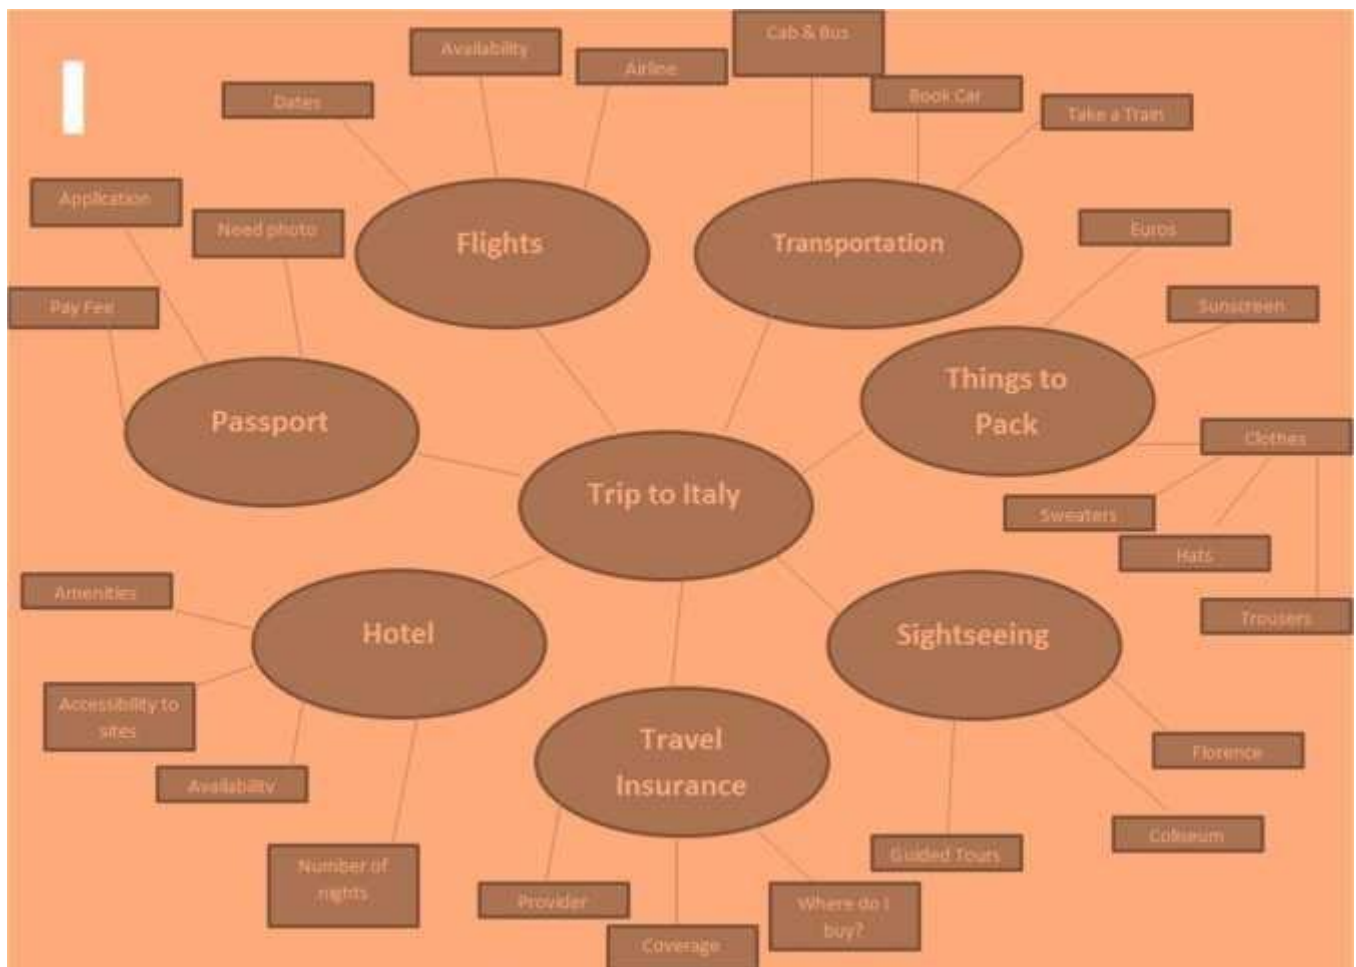 Cab & Bus
Availability
Airline
Dates
Book Car
Take a Train
Application
Need photo
Flights
Transportation
Euros
Pay Fee
Sunscreen
Passport
Things to
Pack
Clothes
Trip to Italy
Sweaters
Hats
Amenities
Trousers
Hotel
Sightseeing
Accessibility to
sites
Travel
Insurance
Florence
Availability
Coliseum
Guided Tours
Number of
nights
Provider
Where do I
buy?
Coverage